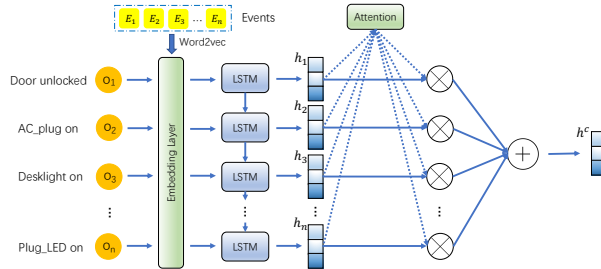 E1 E2 E3 ... En Events
Attention
Word2vec
Door unlocked O1 LSTM h1
AC_plug on O2 LSTM h2
Desklight on O3 LSTM h3
Embedding Layer
+ hc
... ... ... ...
Plug_LED on On LSTM hn